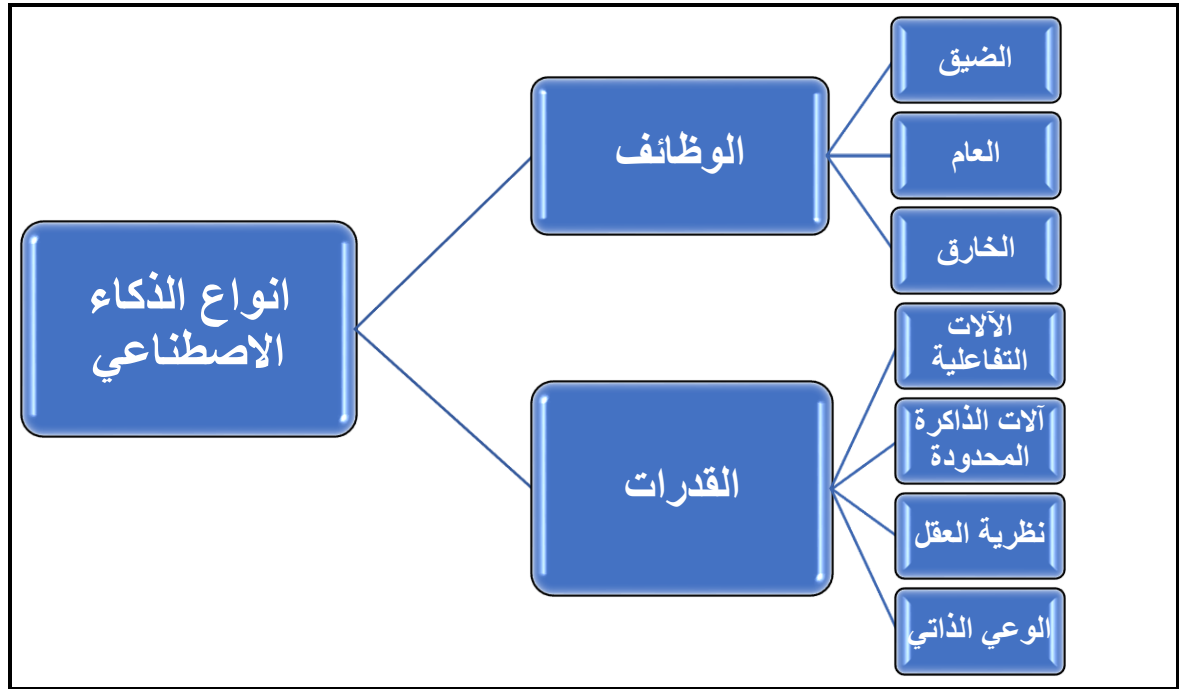 انواع الذكاء
الاصطناعي
الوظائف
الضيق
العام
الخارق
القدرات
الآلات
التفاعلية
آلات الذاكرة
المحدودة
نظرية العقل
الوعي الذاتي